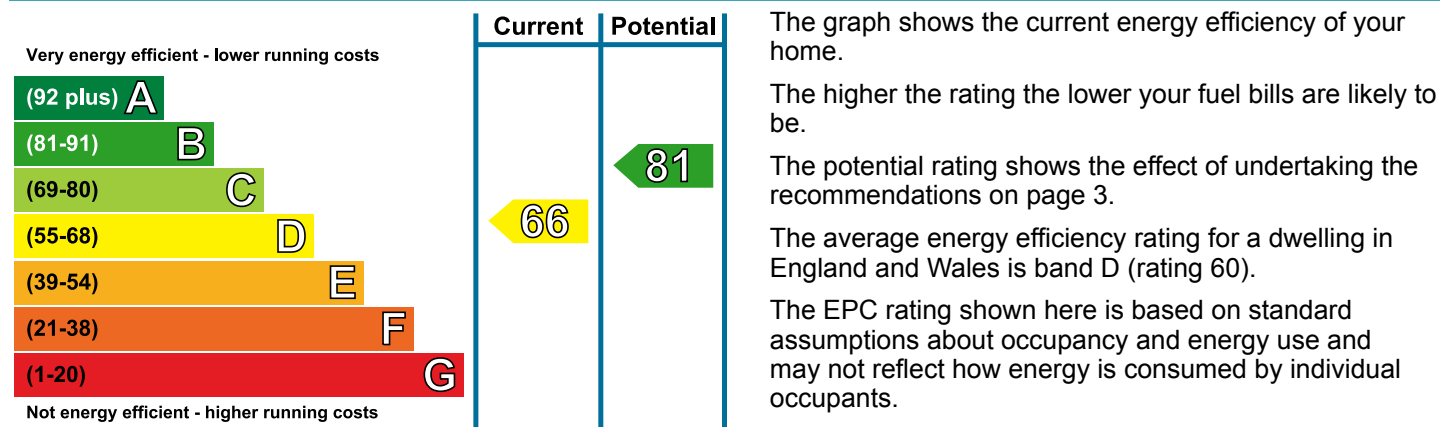 Current Potential
Very energy efficient - lower running costs
(92 plus) A
(81-91) B
(69-80) C
(55-68) D
(39-54) E
(21-38) F
(1-20) G
Not energy efficient - higher running costs
66
81
The graph shows the current energy efficiency of your
home.
The higher the rating the lower your fuel bills are likely to
be.
The potential rating shows the effect of undertaking the
recommendations on page 3.
The average energy efficiency rating for a dwelling in
England and Wales is band D (rating 60).
The EPC rating shown here is based on standard
assumptions about occupancy and energy use and
may not reflect how energy is consumed by individual
occupants.